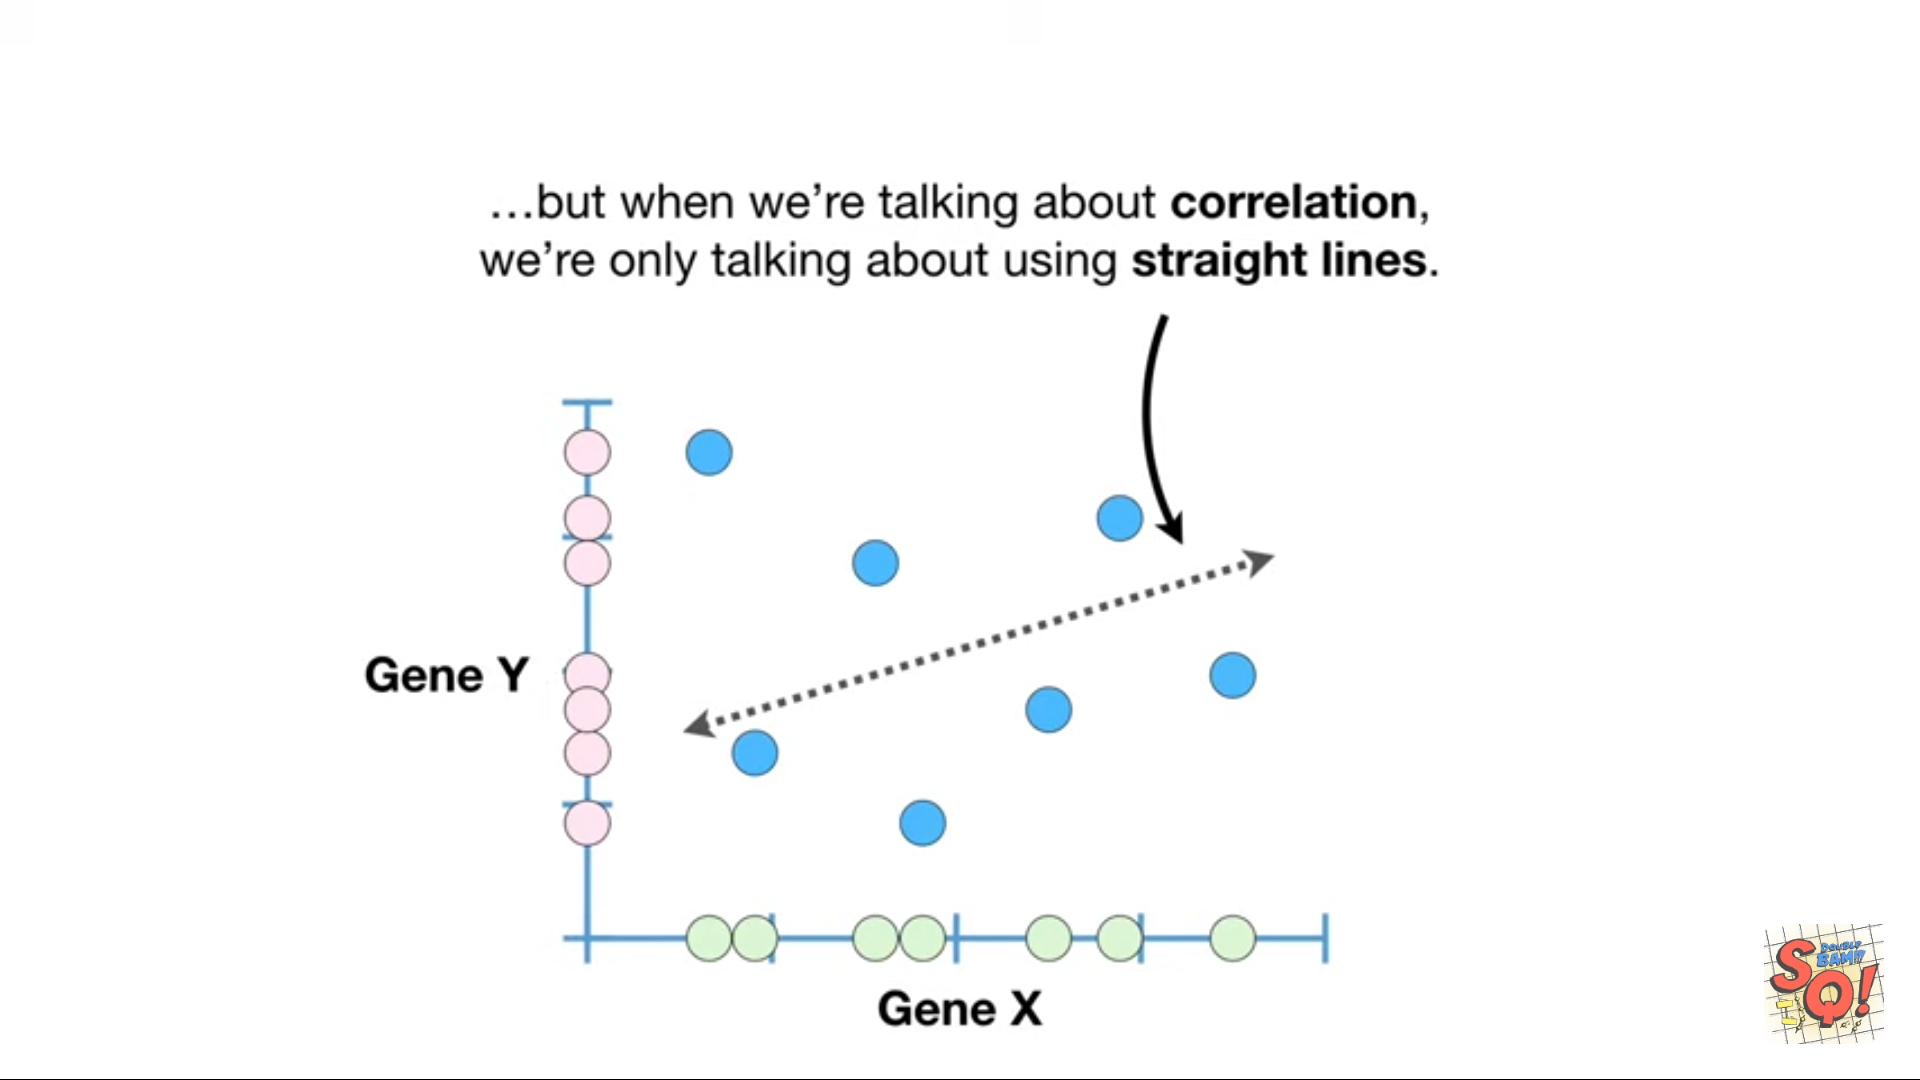 …but when we’re talking about correlation,
we’re only talking about using straight lines.
Gene Y
Gene X
SQ!
DOUBLE
BAM!!